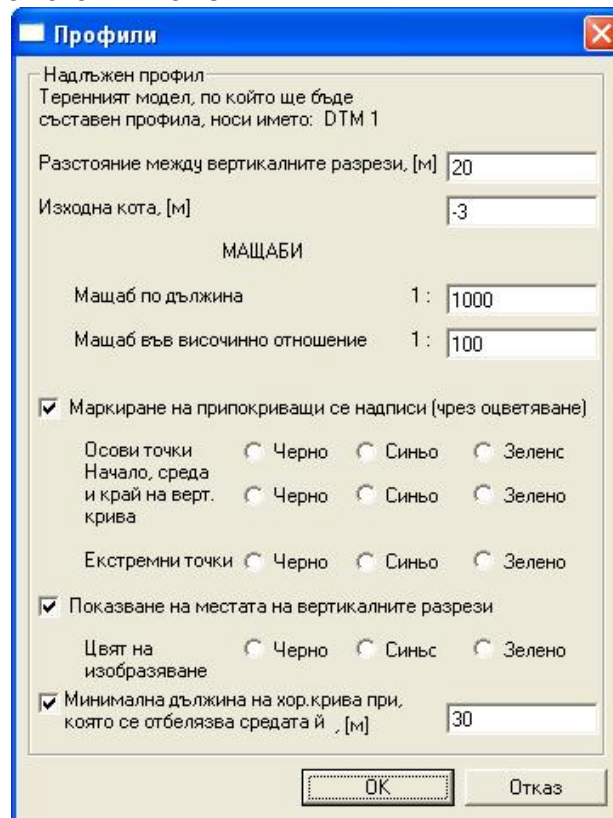 Профили
Надлъжен профил
Теренният модел, по който ще бъде
съставен профила, носи името: DTM 1
Разстояние между вертикалните разрези, [м] 20
Изходна кота, [м] -3
МАЩАБИ
Мащаб по дължина 1 : 1000
Мащаб във височинно отношение 1 : 100
Маркиране на припокриващи се надписи (чрез оцветяване)
Осови точки Черно Синьо Зеленс
Начало, среда
и край на верт. Черно Синьо Зелено
крива
Екстремни точки Черно Синьо Зелено
Показване на местата на вертикалните разрези
Цвят на Черно Синьс Зелено
изобразяване
Минимална дължина на хор.крива при,
която се отбелязва средата й , [м] 30
OK Отказ